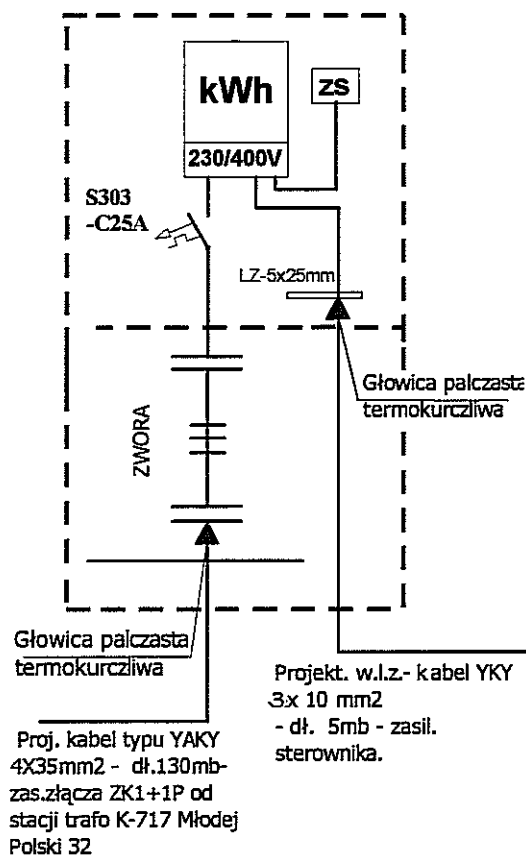 kWh
zs
230/400V
S303
-C25A
LZ-5x25mm
Głowica palczasta
termokurczliwa
ZWORA
Głowica palczasta
termokurczliwa
Projekt. w.l.z.- kabel YKY
3x 10 mm2
- dł. 5mb - zasil.
sterownika.
Proj. kabel typu YAKY
4X35mm2 - dł.130mb-
zas.złącza ZK1+1P od
stacji trafo K-717 Młodej
Polski 32